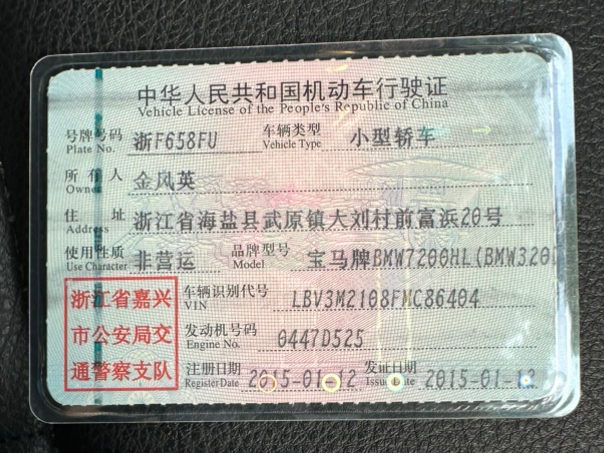 中华人民共和国机动车行驶证
Vehicle License of the People's Republic of China
号牌号码 浙F658FU 车辆类型 小型轿车
Plate No. Vehicle Type
所有人 金风英
Owner
住址 浙江省海盐县武原镇大刘村前富浜20号
Address
使用性质 非营运 品牌型号 宝马牌BMW7200HL(BMW320
Use Character Model
浙江省嘉兴
市公安局交
通警察支队
车辆识别代号 LBV3M2108FMC86404
VIN
发动机号码 0447D525
Engine No.
注册日期 2015-01-12 发证日期 2015-01-12
Register Date Issue Date